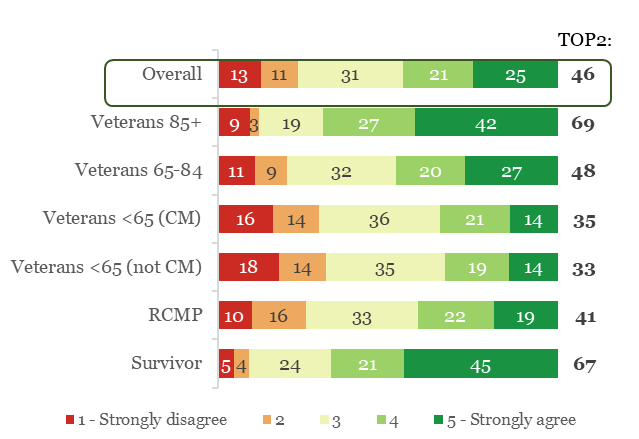 TOP2:
Overall 13 11 31 21 25 46
Veterans 85+ 9 3 19 27 42 69
Veterans 65-84 11 9 32 20 27 48
Veterans <65 (CM) 16 14 36 21 14 35
Veterans <65 (not CM) 18 14 35 19 14 33
RCMP 10 16 33 22 19 41
Survivor 5 4 24 21 45 67
1 - Strongly disagree 2 3 4 5 - Strongly agree